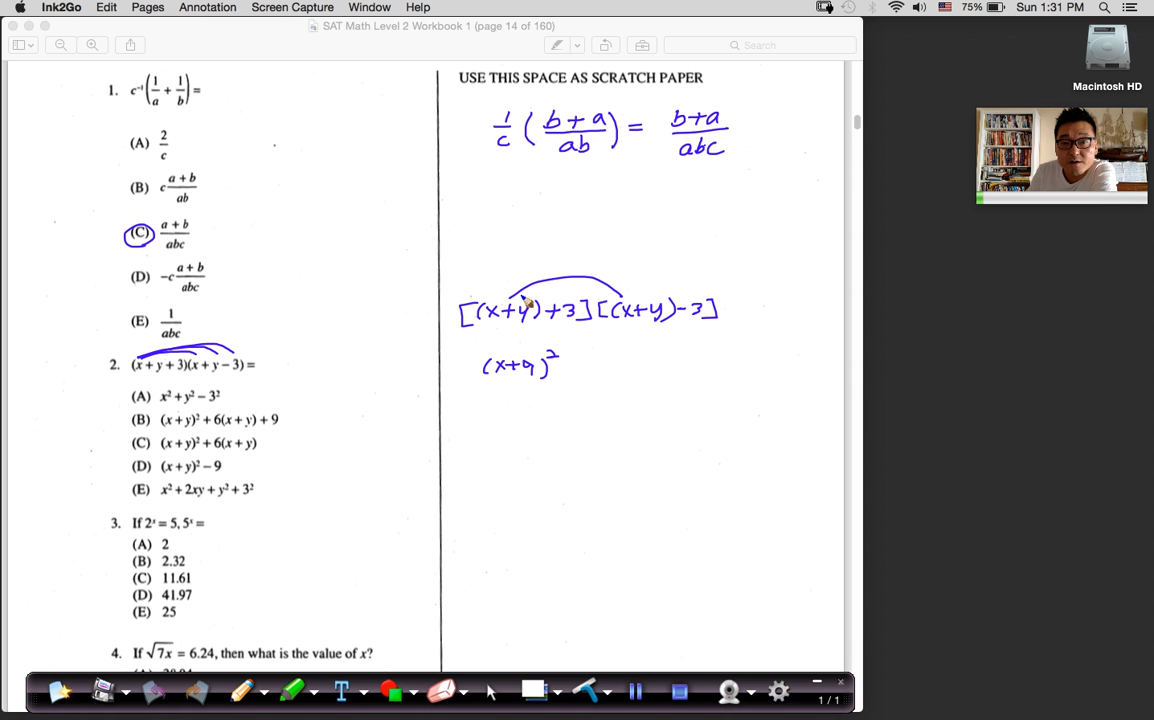 Ink2Go Edit Pages Annotation Screen Capture Window Help 75% Sun 1:31 PM
SAT Math Level 2 Workbook 1 (page 14 of 160)
Search
Macintosh HD
USE THIS SPACE AS SCRATCH PAPER
1. c⁻¹(1/a + 1/b) =
(A) 2/c
(B) c (a + b)/ab
(C) (a + b)/abc
(D) −c (a + b)/abc
(E) 1/abc
2. (x + y + 3)(x + y − 3) =
(A) x² + y² − 3²
(B) (x + y)² + 6(x + y) + 9
(C) (x + y)² + 6(x + y)
(D) (x + y)² − 9
(E) x² + 2xy + y² + 3²
3. If 2ˣ = 5, 5ˣ =
(A) 2
(B) 2.32
(C) 11.61
(D) 41.97
(E) 25
4. If √7x = 6.24, then what is the value of x?
1/c ( (b + a)/ab ) = (b+a)/abc
[(x+y)+3][(x+y)-3]
(x+y)²
1 / 1